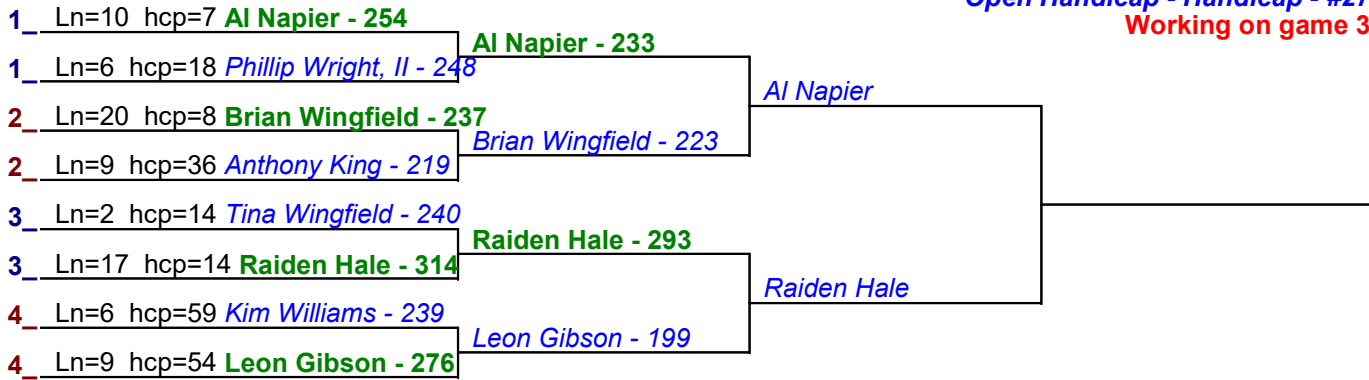 Open Handicap - Handicap - #27
Working on game 3
1_ Ln=10 hcp=7 Al Napier - 254
1_ Ln=6 hcp=18 Phillip Wright, II - 248
2_ Ln=20 hcp=8 Brian Wingfield - 237
2_ Ln=9 hcp=36 Anthony King - 219
3_ Ln=2 hcp=14 Tina Wingfield - 240
3_ Ln=17 hcp=14 Raiden Hale - 314
4_ Ln=6 hcp=59 Kim Williams - 239
4_ Ln=9 hcp=54 Leon Gibson - 276
Al Napier - 233
Brian Wingfield - 223
Raiden Hale - 293
Leon Gibson - 199
Al Napier
Raiden Hale